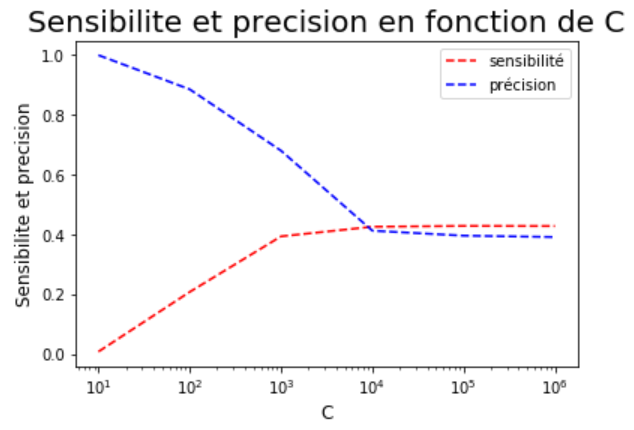 Sensibilite et precision en fonction de C
sensibilité
précision
Sensibilite et precision
1.0
0.8
0.6
0.4
0.2
0.0
10¹
10²
10³
10⁴
10⁵
10⁶
C